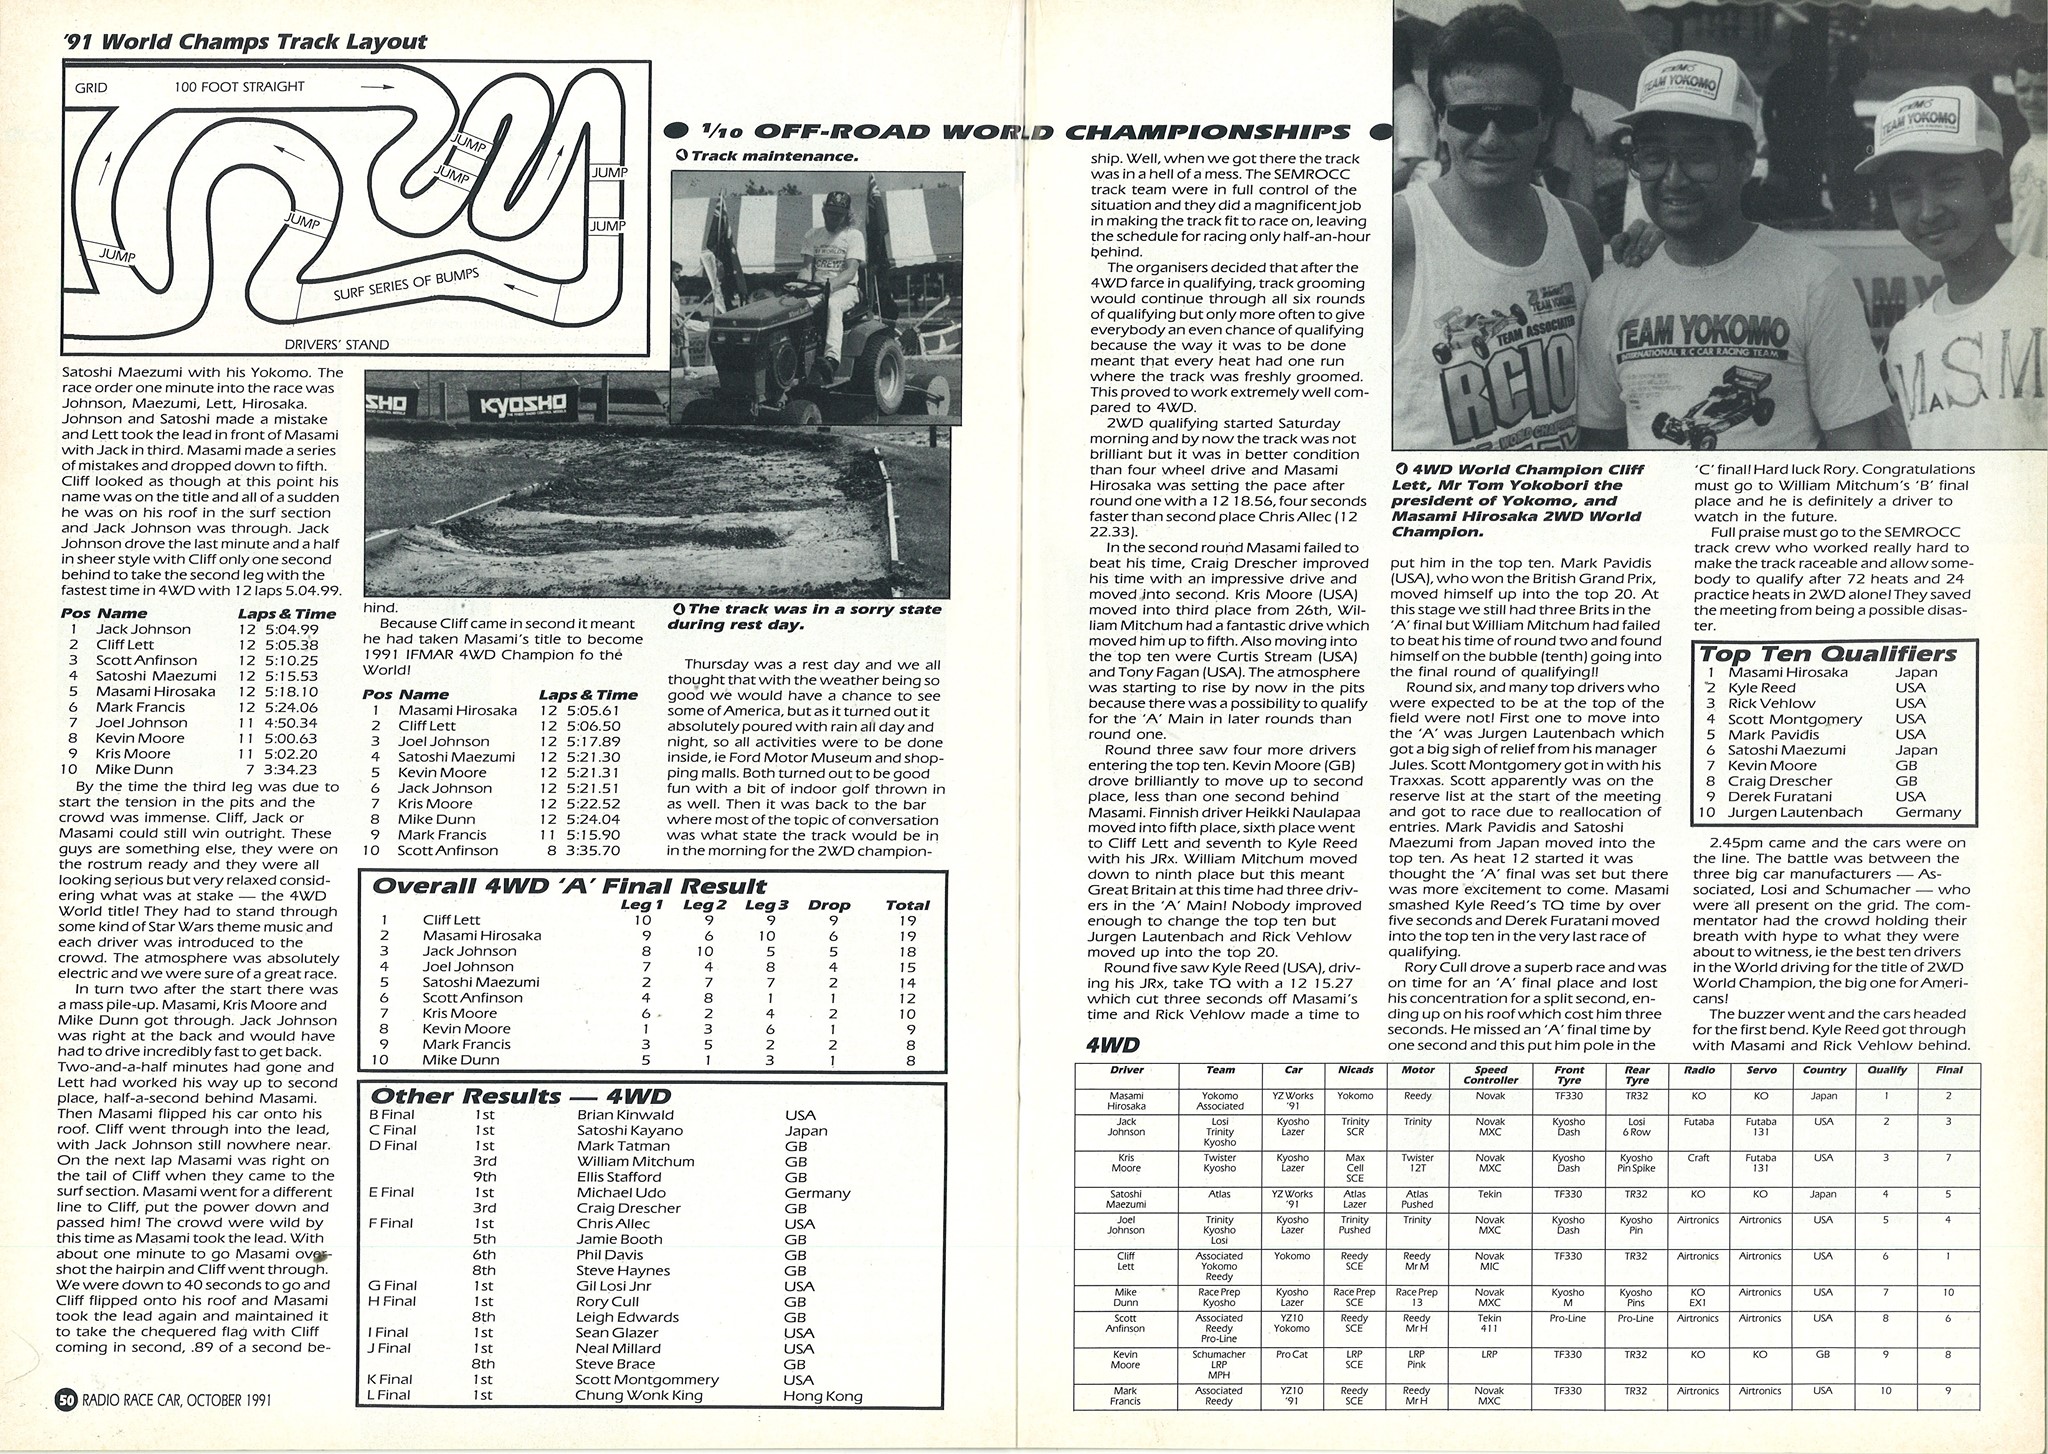 '91 World Champs Track Layout
GRID
100 FOOT STRAIGHT
JUMP
JUMP
JUMP
JUMP
JUMP
JUMP
SURF SERIES OF BUMPS
DRIVERS' STAND
● 1/10 OFF-ROAD WORLD CHAMPIONSHIPS ●
Track maintenance.
KYOSHO
Satoshi Maezumi with his Yokomo. The
race order one minute into the race was
Johnson, Maezumi, Lett, Hirosaka.
Johnson and Satoshi made a mistake
and Lett took the lead in front of Masami
with Jack in third. Masami made a series
of mistakes and dropped down to fifth.
Cliff looked as though at this point his
name was on the title and all of a sudden
he was on his roof in the surf section
and Jack Johnson was through. Jack
Johnson drove the last minute and a half
in sheer style with Cliff only one second
behind to take the second leg with the
fastest time in 4WD with 12 laps 5.04.99.
Pos Name Laps & Time
1 Jack Johnson 12 5:04.99
2 Cliff Lett 12 5:05.38
3 Scott Anfinson 12 5:10.25
4 Satoshi Maezumi 12 5:15.53
5 Masami Hirosaka 12 5:18.10
6 Mark Francis 12 5:24.06
7 Joel Johnson 11 4:50.34
8 Kevin Moore 11 5:00.63
9 Kris Moore 11 5:02.20
10 Mike Dunn 7 3:34.23
By the time the third leg was due to
start the tension in the pits and the
crowd was immense. Cliff, Jack or
Masami could still win outright. These
guys are something else, they were on
the rostrum ready and they were all
looking serious but very relaxed consid-
ering what was at stake — the 4WD
World title! They had to stand through
some kind of Star Wars theme music and
each driver was introduced to the
crowd. The atmosphere was absolutely
electric and we were sure of a great race.
In turn two after the start there was
a mass pile-up. Masami, Kris Moore and
Mike Dunn got through. Jack Johnson
was right at the back and would have
had to drive incredibly fast to get back.
Two-and-a-half minutes had gone and
Lett had worked his way up to second
place, half-a-second behind Masami.
Then Masami flipped his car onto his
roof. Cliff went through into the lead,
with Jack Johnson still nowhere near.
On the next lap Masami was right on
the tail of Cliff when they came to the
surf section. Masami went for a different
line to Cliff, put the power down and
passed him! The crowd were wild by
this time as Masami took the lead. With
about one minute to go Masami over-
shot the hairpin and Cliff went through.
We were down to 40 seconds to go and
Cliff flipped onto his roof and Masami
took the lead again and maintained it
to take the chequered flag with Cliff
coming in second, .89 of a second be-
hind.
Because Cliff came in second it meant
he had taken Masami's title to become
1991 IFMAR 4WD Champion fo the
World!
Pos Name Laps & Time
1 Masami Hirosaka 12 5:05.61
2 Cliff Lett 12 5:06.50
3 Joel Johnson 12 5:17.89
4 Satoshi Maezumi 12 5:21.30
5 Kevin Moore 12 5:21.31
6 Jack Johnson 12 5:21.51
7 Kris Moore 12 5:22.52
8 Mike Dunn 12 5:24.04
9 Mark Francis 11 5:15.90
10 Scott Anfinson 8 3:35.70
The track was in a sorry state
during rest day.
Thursday was a rest day and we all
thought that with the weather being so
good we would have a chance to see
some of America, but as it turned out it
absolutely poured with rain all day and
night, so all activities were to be done
inside, ie Ford Motor Museum and shop-
ping malls. Both turned out to be good
fun with a bit of indoor golf thrown in
as well. Then it was back to the bar
where most of the topic of conversation
was what state the track would be in
in the morning for the 2WD champion-
Overall 4WD 'A' Final Result
Leg 1 Leg 2 Leg 3 Drop Total
1 Cliff Lett 10 9 9 9 19
2 Masami Hirosaka 9 6 10 6 19
3 Jack Johnson 8 10 5 5 18
4 Joel Johnson 7 4 8 4 15
5 Satoshi Maezumi 2 7 7 2 14
6 Scott Anfinson 4 8 1 1 12
7 Kris Moore 6 2 4 2 10
8 Kevin Moore 1 3 6 1 9
9 Mark Francis 3 5 2 2 8
10 Mike Dunn 5 1 3 1 8
Other Results — 4WD
B Final 1st Brian Kinwald USA
C Final 1st Satoshi Kayano Japan
D Final 1st Mark Tatman GB
3rd William Mitchum GB
9th Ellis Stafford GB
E Final 1st Michael Udo Germany
3rd Craig Drescher GB
F Final 1st Chris Allec USA
5th Jamie Booth GB
6th Phil Davis GB
8th Steve Haynes GB
G Final 1st Gil Losi Jnr USA
H Final 1st Rory Cull GB
8th Leigh Edwards GB
I Final 1st Sean Glazer USA
J Final 1st Neal Millard USA
8th Steve Brace GB
K Final 1st Scott Montgommery USA
L Final 1st Chung Wonk King Hong Kong
50 RADIO RACE CAR, OCTOBER 1991
ship. Well, when we got there the track
was in a hell of a mess. The SEMROCC
track team were in full control of the
situation and they did a magnificent job
in making the track fit to race on, leaving
the schedule for racing only half-an-hour
behind.
The organisers decided that after the
4WD farce in qualifying, track grooming
would continue through all six rounds
of qualifying but only more often to give
everybody an even chance of qualifying
because the way it was to be done
meant that every heat had one run
where the track was freshly groomed.
This proved to work extremely well com-
pared to 4WD.
2WD qualifying started Saturday
morning and by now the track was not
brilliant but it was in better condition
than four wheel drive and Masami
Hirosaka was setting the pace after
round one with a 12 18.56, four seconds
faster than second place Chris Allec (12
22.33).
In the second round Masami failed to
beat his time, Craig Drescher improved
his time with an impressive drive and
moved into second. Kris Moore (USA)
moved into third place from 26th, Wil-
liam Mitchum had a fantastic drive which
moved him up to fifth. Also moving into
the top ten were Curtis Stream (USA)
and Tony Fagan (USA). The atmosphere
was starting to rise by now in the pits
because there was a possibility to qualify
for the 'A' Main in later rounds than
round one.
Round three saw four more drivers
entering the top ten. Kevin Moore (GB)
drove brilliantly to move up to second
place, less than one second behind
Masami. Finnish driver Heikki Naulapaa
moved into fifth place, sixth place went
to Cliff Lett and seventh to Kyle Reed
with his JRx. William Mitchum moved
down to ninth place but this meant
Great Britain at this time had three driv-
ers in the 'A' Main! Nobody improved
enough to change the top ten but
Jurgen Lautenbach and Rick Vehlow
moved up into the top 20.
Round five saw Kyle Reed (USA), driv-
ing his JRx, take TQ with a 12 15.27
which cut three seconds off Masami's
time and Rick Vehlow made a time to
TEAM ASSOCIATED
RC10
TEAM YOKOMO
TEAM YOKOMO
INTERNATIONAL R C CAR RACING TEAM
TEAM YOKOMO
MASAM
4WD World Champion Cliff
Lett, Mr Tom Yokobori the
president of Yokomo, and
Masami Hirosaka 2WD World
Champion.
put him in the top ten. Mark Pavidis
(USA), who won the British Grand Prix,
moved himself up into the top 20. At
this stage we still had three Brits in the
'A' final but William Mitchum had failed
to beat his time of round two and found
himself on the bubble (tenth) going into
the final round of qualifying!!
Round six, and many top drivers who
were expected to be at the top of the
field were not! First one to move into
the 'A' was Jurgen Lautenbach which
got a big sigh of relief from his manager
Jules. Scott Montgomery got in with his
Traxxas. Scott apparently was on the
reserve list at the start of the meeting
and got to race due to reallocation of
entries. Mark Pavidis and Satoshi
Maezumi from Japan moved into the
top ten. As heat 12 started it was
thought the 'A' final was set but there
was more excitement to come. Masami
smashed Kyle Reed's TQ time by over
five seconds and Derek Furatani moved
into the top ten in the very last race of
qualifying.
Rory Cull drove a superb race and was
on time for an 'A' final place and lost
his concentration for a split second, en-
ding up on his roof which cost him three
seconds. He missed an 'A' final time by
one second and this put him pole in the
'C' final! Hard luck Rory. Congratulations
must go to William Mitchum's 'B' final
place and he is definitely a driver to
watch in the future.
Full praise must go to the SEMROCC
track crew who worked really hard to
make the track raceable and allow some-
body to qualify after 72 heats and 24
practice heats in 2WD alone! They saved
the meeting from being a possible disas-
ter.
Top Ten Qualifiers
1 Masami Hirosaka Japan
2 Kyle Reed USA
3 Rick Vehlow USA
4 Scott Montgomery USA
5 Mark Pavidis USA
6 Satoshi Maezumi Japan
7 Kevin Moore GB
8 Craig Drescher GB
9 Derek Furatani USA
10 Jurgen Lautenbach Germany
2.45pm came and the cars were on
the line. The battle was between the
three big car manufacturers — As-
sociated, Losi and Schumacher — who
were all present on the grid. The com-
mentator had the crowd holding their
breath with hype to what they were
about to witness, ie the best ten drivers
in the World driving for the title of 2WD
World Champion, the big one for Ameri-
cans!
The buzzer went and the cars headed
for the first bend. Kyle Reed got through
with Masami and Rick Vehlow behind.
4WD
Driver Team Car Nicads Motor Speed Controller Front Tyre Rear Tyre Radio Servo Country Qualify Final
Masami Hirosaka Yokomo Associated YZ Works '91 Yokomo Reedy Novak TF330 TR32 KO KO Japan 1 2
Jack Johnson Losi Trinity Kyosho Kyosho Lazer Trinity SCR Trinity Novak MXC Kyosho Dash Losi 6 Row Futaba Futaba 131 USA 2 3
Kris Moore Twister Kyosho Kyosho Lazer Max Cell SCE Twister 12T Novak MXC Kyosho Dash Kyosho Pin Spike Craft Futaba 131 USA 3 7
Satoshi Maezumi Atlas YZ Works '91 Atlas Lazer Atlas Pushed Tekin TF330 TR32 KO KO Japan 4 5
Joel Johnson Trinity Kyosho Losi Kyosho Lazer Trinity Pushed Trinity Novak MXC Kyosho Dash Kyosho Pin Airtronics Airtronics USA 5 4
Cliff Lett Associated Yokomo Reedy Yokomo Reedy SCE Reedy Mr M Novak MIC TF330 TR32 Airtronics Airtronics USA 6 1
Mike Dunn Race Prep Kyosho Kyosho Lazer Race Prep SCE Race Prep 13 Novak MXC Kyosho M Kyosho Pins KO EX1 Airtronics USA 7 10
Scott Anfinson Associated Reedy Pro-Line YZ10 Yokomo Reedy SCE Reedy Mr H Tekin 411 Pro-Line Pro-Line Airtronics Airtronics USA 8 6
Kevin Moore Schumacher LRP MPH Pro Cat LRP SCE LRP Pink LRP TF330 TR32 KO KO GB 9 8
Mark Francis Associated Reedy YZ10 '91 Reedy SCE Reedy Mr H Novak MXC TF330 TR32 Airtronics Airtronics USA 10 9